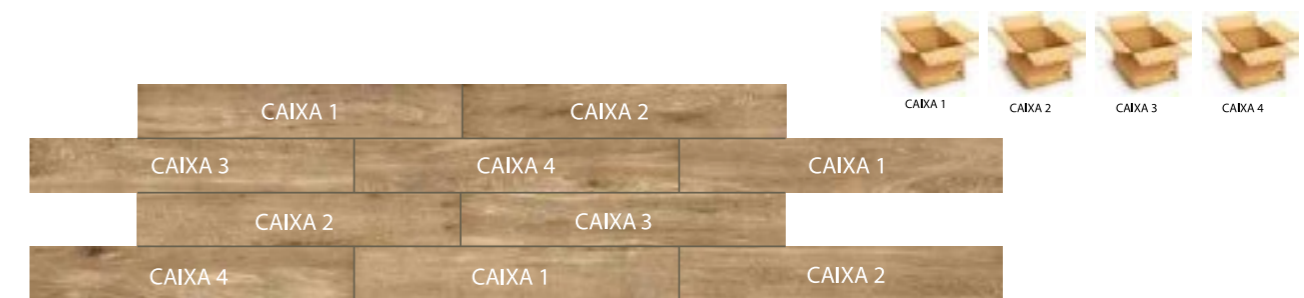 CAIXA 1 CAIXA 2 CAIXA 3 CAIXA 4
CAIXA 1 CAIXA 2
CAIXA 3 CAIXA 4 CAIXA 1
CAIXA 2 CAIXA 3
CAIXA 4 CAIXA 1 CAIXA 2